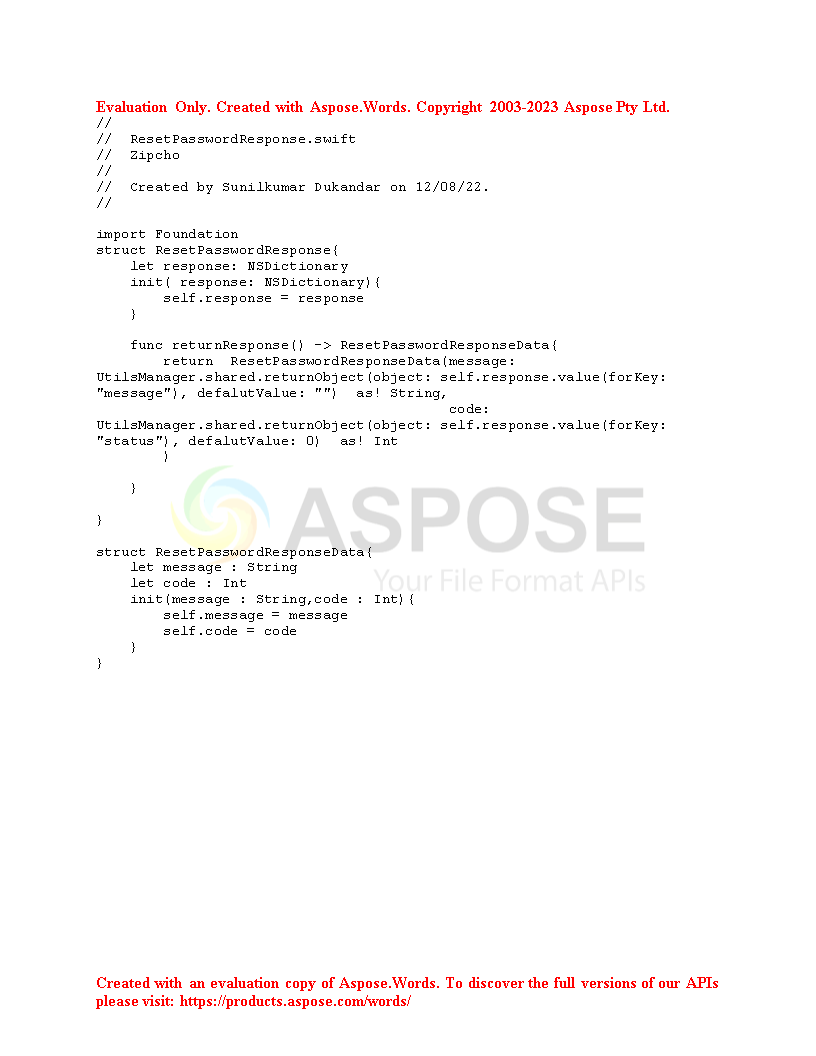 Evaluation Only. Created with Aspose.Words. Copyright 2003-2023 Aspose Pty Ltd.
//
//  ResetPasswordResponse.swift
//  Zipcho
//
//  Created by Sunilkumar Dukandar on 12/08/22.
//
import Foundation
struct ResetPasswordResponse{
    let response: NSDictionary
    init( response: NSDictionary){
        self.response = response
    }
    func returnResponse() -> ResetPasswordResponseData{
        return  ResetPasswordResponseData(message:
UtilsManager.shared.returnObject(object: self.response.value(forKey:
"message"), defalutValue: "")  as! String,
                                          code:
UtilsManager.shared.returnObject(object: self.response.value(forKey:
"status"), defalutValue: 0)  as! Int
        )
    }
}
ASPOSE
Your File Format APIs
struct ResetPasswordResponseData{
    let message : String
    let code : Int
    init(message : String,code : Int){
        self.message = message
        self.code = code
    }
}
Created with an evaluation copy of Aspose.Words. To discover the full versions of our APIs
please visit: https://products.aspose.com/words/